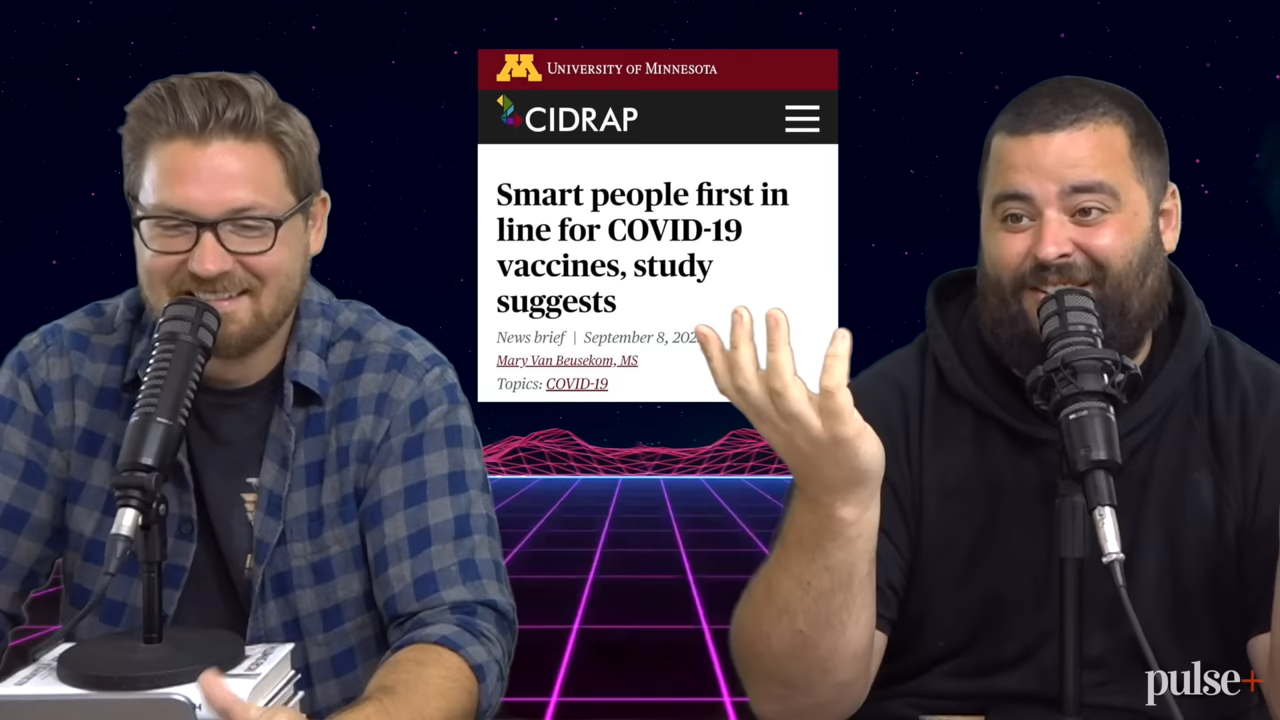 UNIVERSITY OF MINNESOTA
CIDRAP
Smart people first in
line for COVID-19
vaccines, study
suggests
News brief | September 8, 202
Mary Van Beusekom, MS
Topics: COVID-19
pulse+